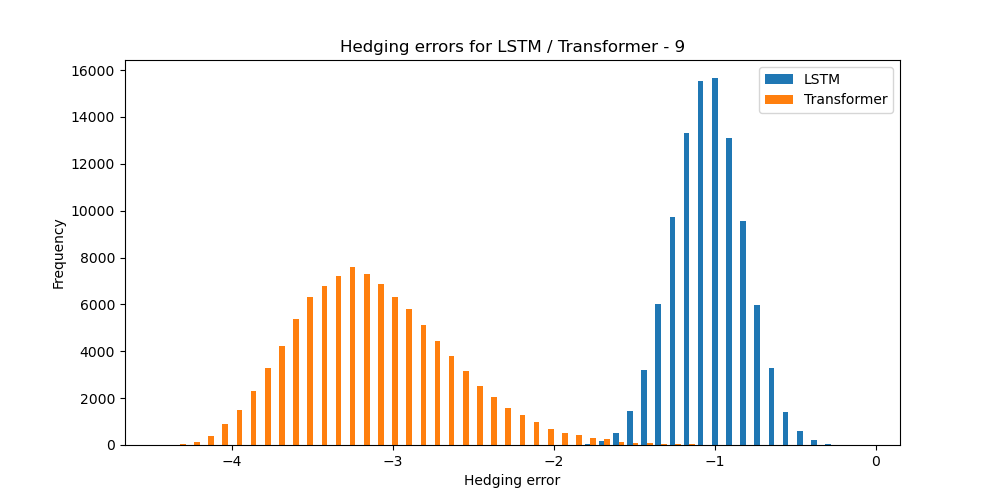 Hedging errors for LSTM / Transformer - 9
LSTM
Transformer
Frequency
16000
14000
12000
10000
8000
6000
4000
2000
0
−4
−3
−2
−1
0
Hedging error